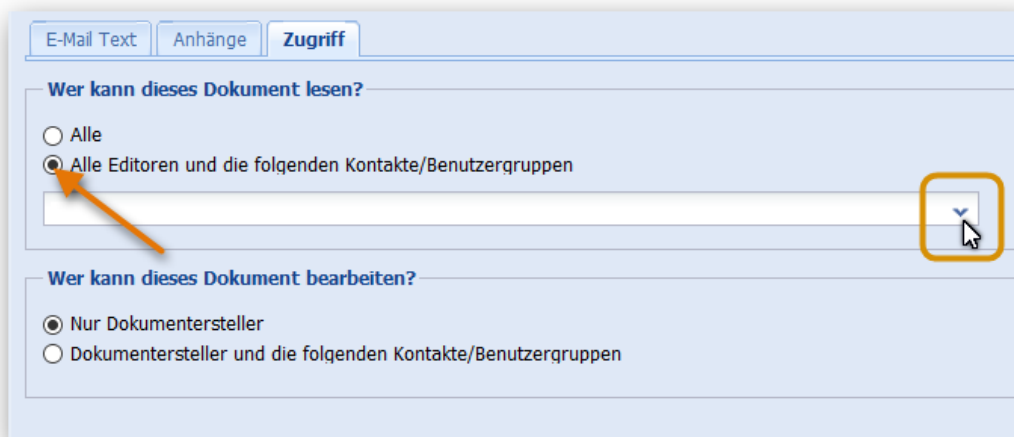 E-Mail Text Anhänge Zugriff
Wer kann dieses Dokument lesen?
Alle
Alle Editoren und die folgenden Kontakte/Benutzergruppen
Wer kann dieses Dokument bearbeiten?
Nur Dokumentersteller
Dokumentersteller und die folgenden Kontakte/Benutzergruppen